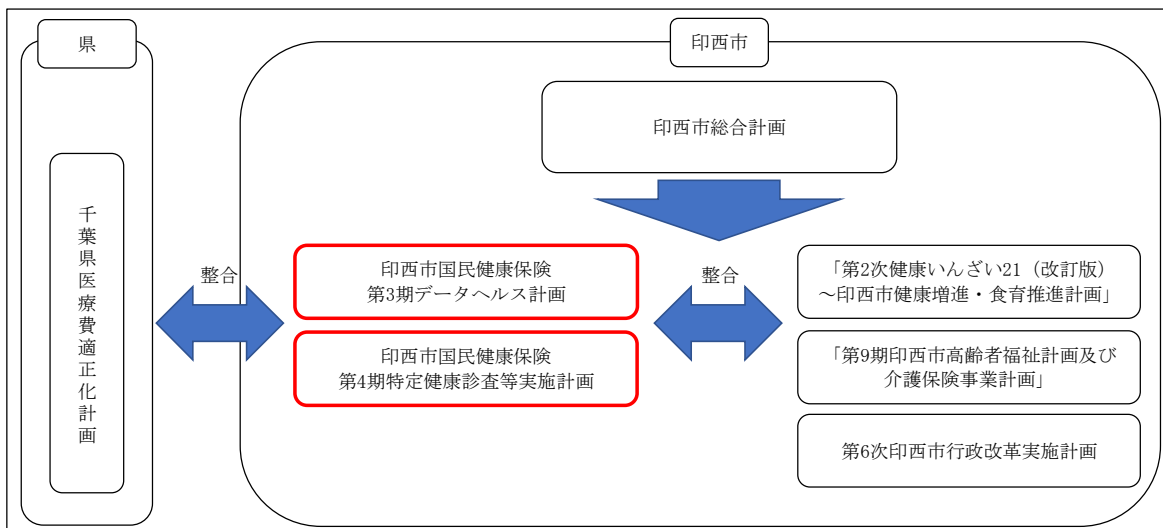 県
千葉県医療費適正化計画
整合
印西市
印西市総合計画
印西市国民健康保険
第3期データヘルス計画
印西市国民健康保険
第4期特定健康診査等実施計画
整合
「第2次健康いんざい21（改訂版）
～印西市健康増進・食育推進計画」
「第9期印西市高齢者福祉計画及び
介護保険事業計画」
第6次印西市行政改革実施計画